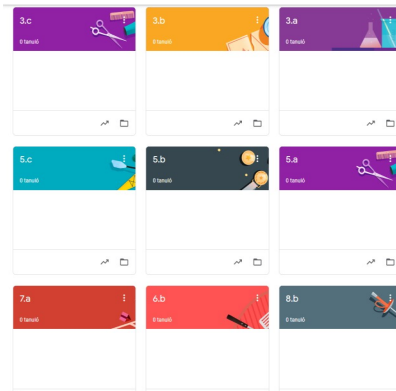 3.c
0 tanuló
3.b
0 tanuló
3.a
0 tanuló
5.c
0 tanuló
5.b
0 tanuló
5.a
0 tanuló
7.a
0 tanuló
6.b
0 tanuló
8.b
0 tanuló